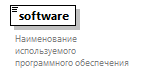 software
Наименование
используемого
программного обеспечения